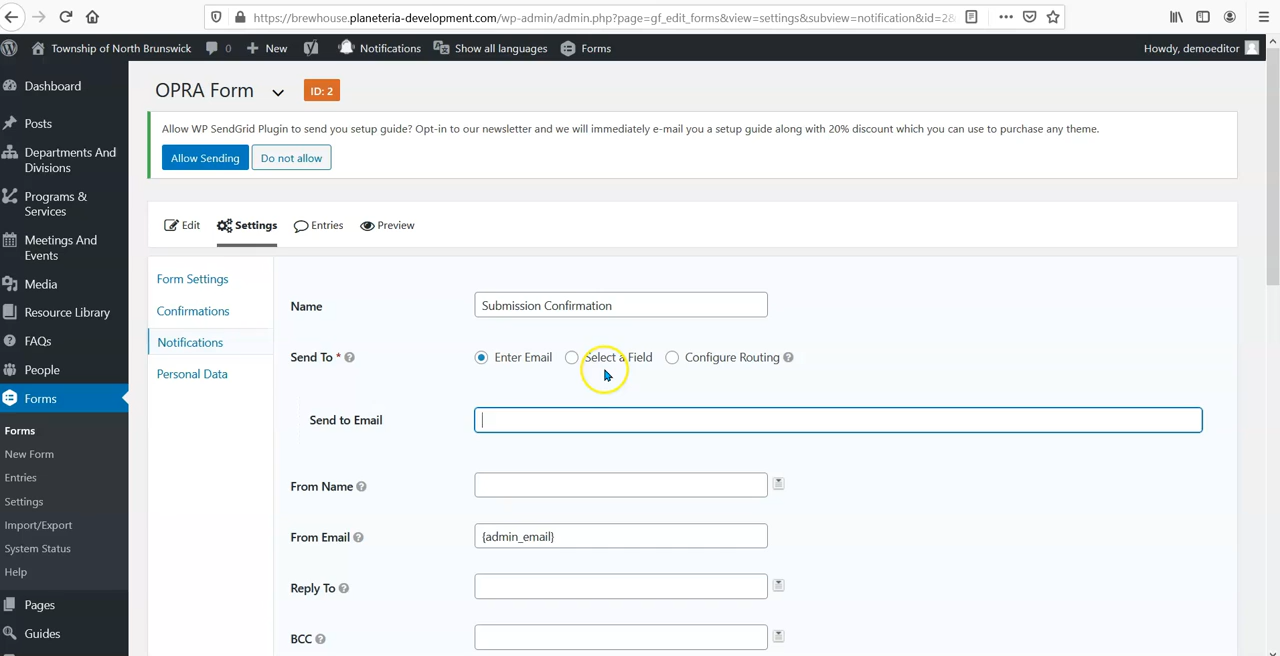 https://brewhouse.planeteria-development.com/wp-admin/admin.php?page=gf_edit_forms&view=settings&subview=notification&id=2&
Township of North Brunswick 0 New Notifications Show all languages Forms Howdy, demoeditor
Dashboard
Posts
Departments And
Divisions
Programs &
Services
Meetings And
Events
Media
Resource Library
FAQs
People
Forms
Forms
New Form
Entries
Settings
Import/Export
System Status
Help
Pages
Guides
OPRA Form ID: 2
Allow WP SendGrid Plugin to send you setup guide? Opt-in to our newsletter and we will immediately e-mail you a setup guide along with 20% discount which you can use to purchase any theme.
Allow Sending Do not allow
Edit Settings Entries Preview
Form Settings
Confirmations
Notifications
Personal Data
Name Submission Confirmation
Send To * Enter Email Select a Field Configure Routing
Send to Email
From Name
From Email {admin_email}
Reply To
BCC